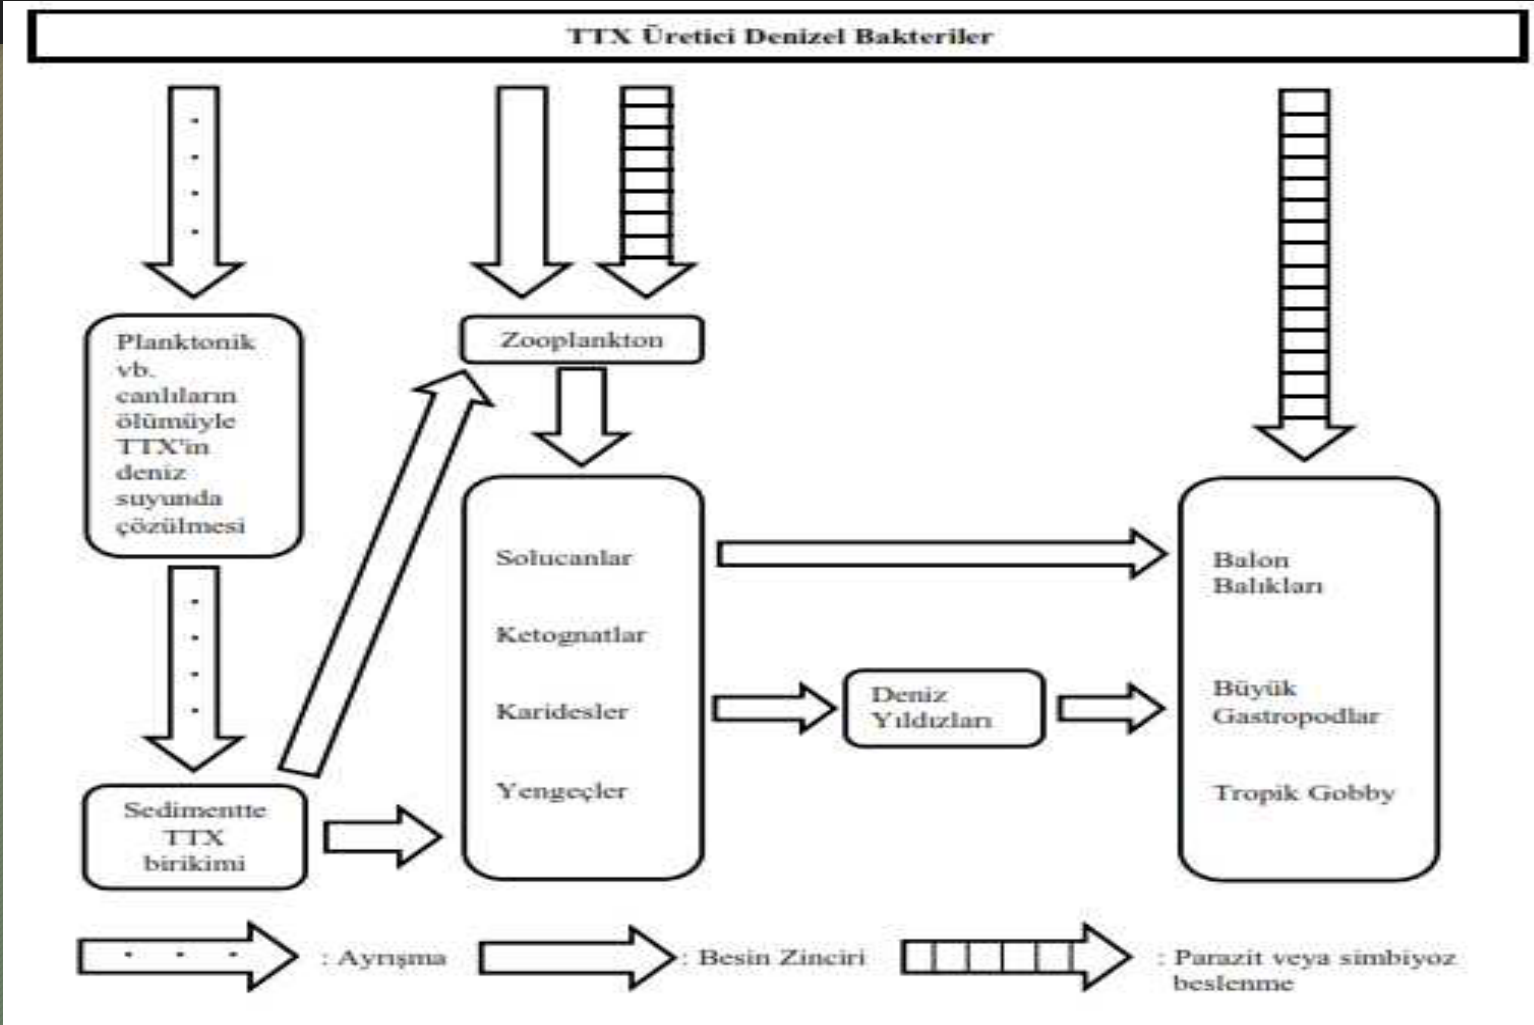 TTX Üretici Denizel Bakteriler
Planktonik
vb.
canlıların
ölümüyle
TTX'in
deniz
suyunda
çözülmesi
Zooplankton
Solucanlar
Ketognatlar
Karidesler
Yengeçler
Deniz
Yıldızları
Balon
Balıkları
Büyük
Gastropodlar
Tropik Gobby
Sedimentte
TTX
birikimi
: Ayrışma
: Besin Zinciri
: Parazit veya simbiyoz
beslenme